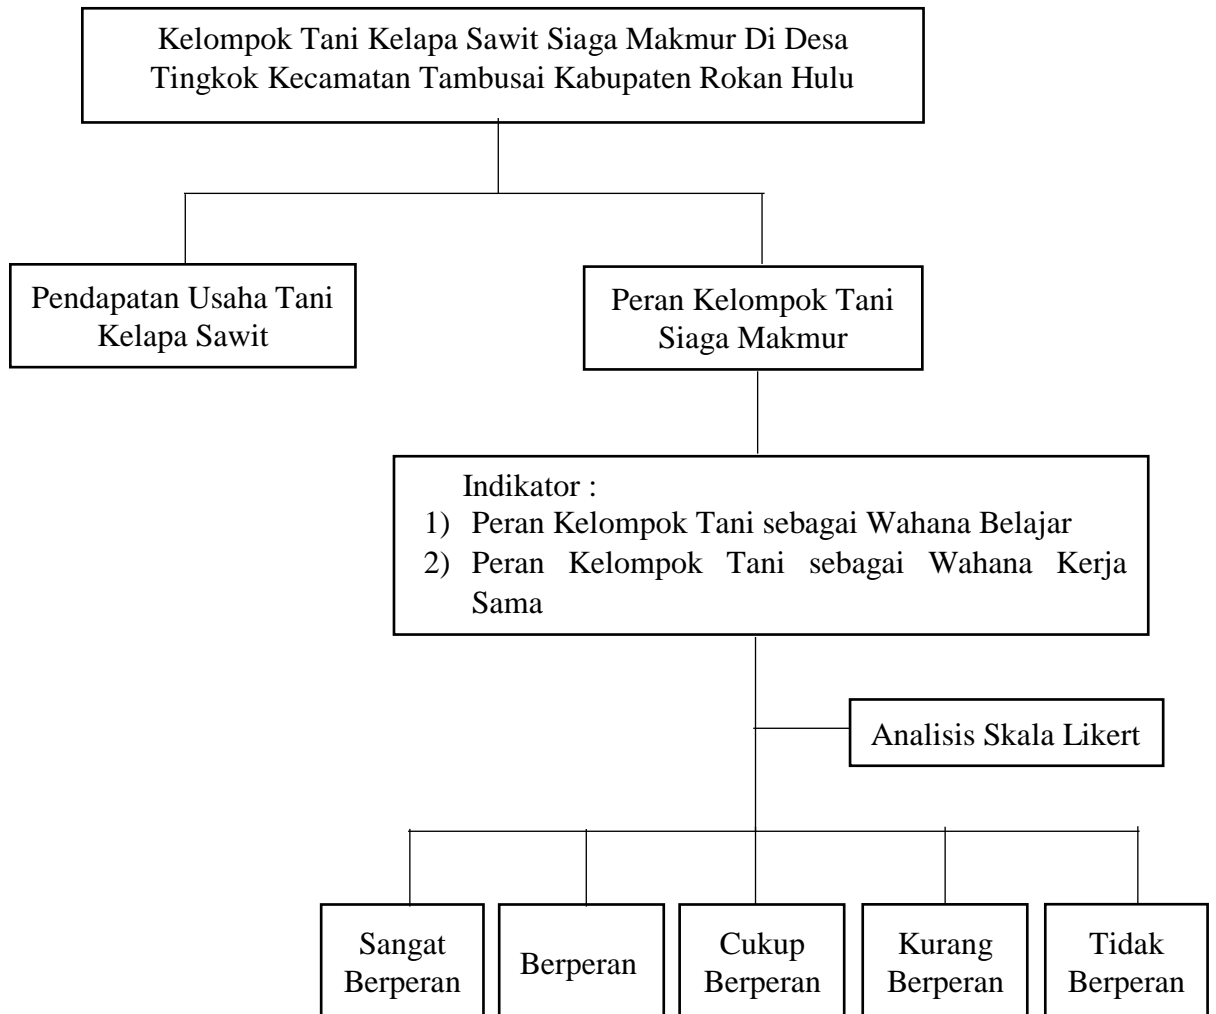 Kelompok Tani Kelapa Sawit Siaga Makmur Di Desa
Tingkok Kecamatan Tambusai Kabupaten Rokan Hulu
Pendapatan Usaha Tani
Kelapa Sawit
Peran Kelompok Tani
Siaga Makmur
Indikator :
1) Peran Kelompok Tani sebagai Wahana Belajar
2) Peran Kelompok Tani sebagai Wahana Kerja
Sama
Analisis Skala Likert
Sangat
Berperan
Berperan
Cukup
Berperan
Kurang
Berperan
Tidak
Berperan